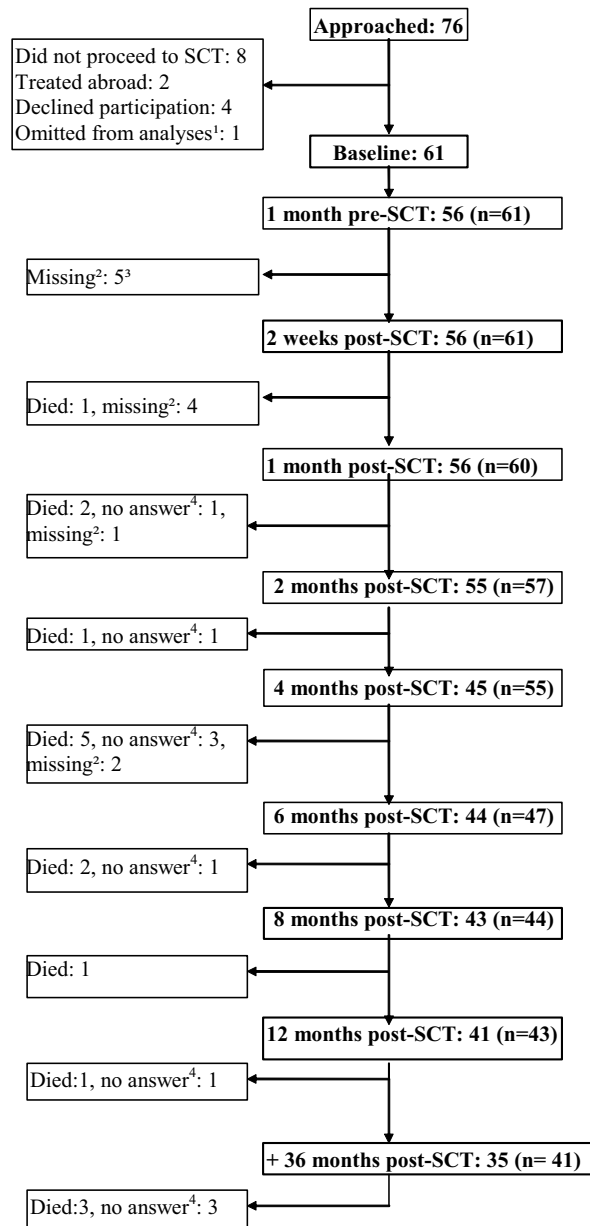 Approached: 76
Did not proceed to SCT: 8
Treated abroad: 2
Declined participation: 4
Omitted from analyses¹: 1
Baseline: 61
1 month pre-SCT: 56 (n=61)
Missing²: 5³
2 weeks post-SCT: 56 (n=61)
Died: 1, missing²: 4
1 month post-SCT: 56 (n=60)
Died: 2, no answer⁴: 1,
missing²: 1
2 months post-SCT: 55 (n=57)
Died: 1, no answer⁴: 1
4 months post-SCT: 45 (n=55)
Died: 5, no answer⁴: 3,
missing²: 2
6 months post-SCT: 44 (n=47)
Died: 2, no answer⁴: 1
8 months post-SCT: 43 (n=44)
Died: 1
12 months post-SCT: 41 (n=43)
Died:1, no answer⁴: 1
+ 36 months post-SCT: 35 (n= 41)
Died:3, no answer⁴: 3